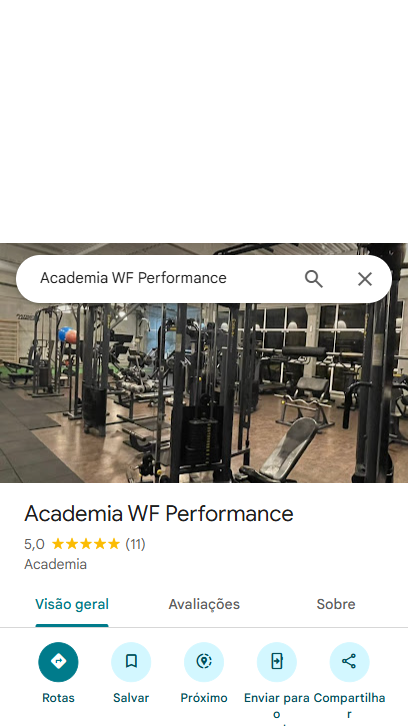 Academia WF Performance
Academia WF Performance
5,0 (11)
Academia
Visão geral Avaliações Sobre
Rotas Salvar Próximo Enviar para o Compartilhar